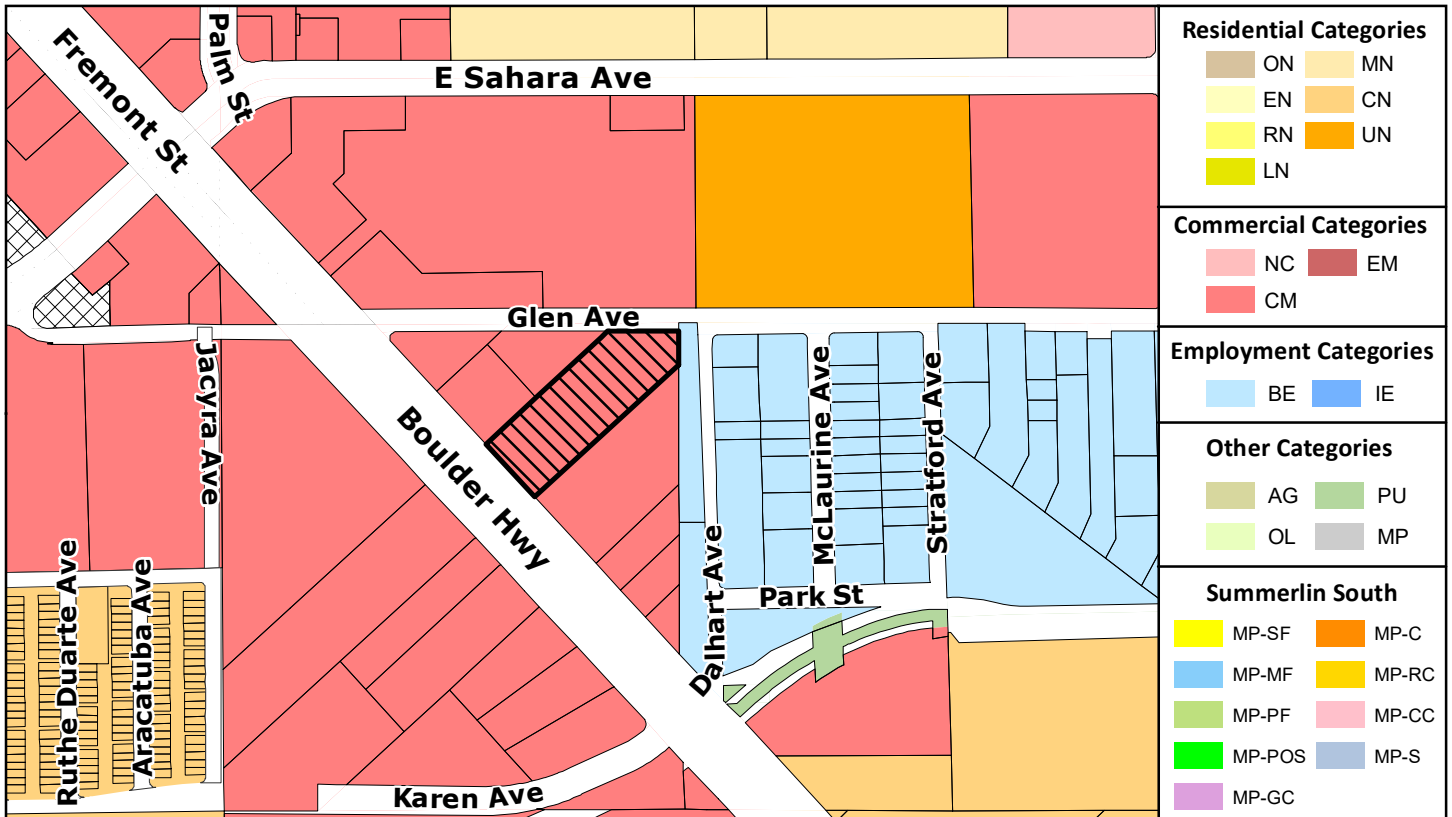 Fremont St
Palm St
E Sahara Ave
Glen Ave
Jacyra Ave
Boulder Hwy
McLaurine Ave
Stratford Ave
Dalhart Ave
Park St
Ruthe Duarte Ave
Aracatuba Ave
Karen Ave
Residential Categories
ON MN
EN CN
RN UN
LN
Commercial Categories
NC EM
CM
Employment Categories
BE IE
Other Categories
AG PU
OL MP
Summerlin South
MP-SF MP-C
MP-MF MP-RC
MP-PF MP-CC
MP-POS MP-S
MP-GC